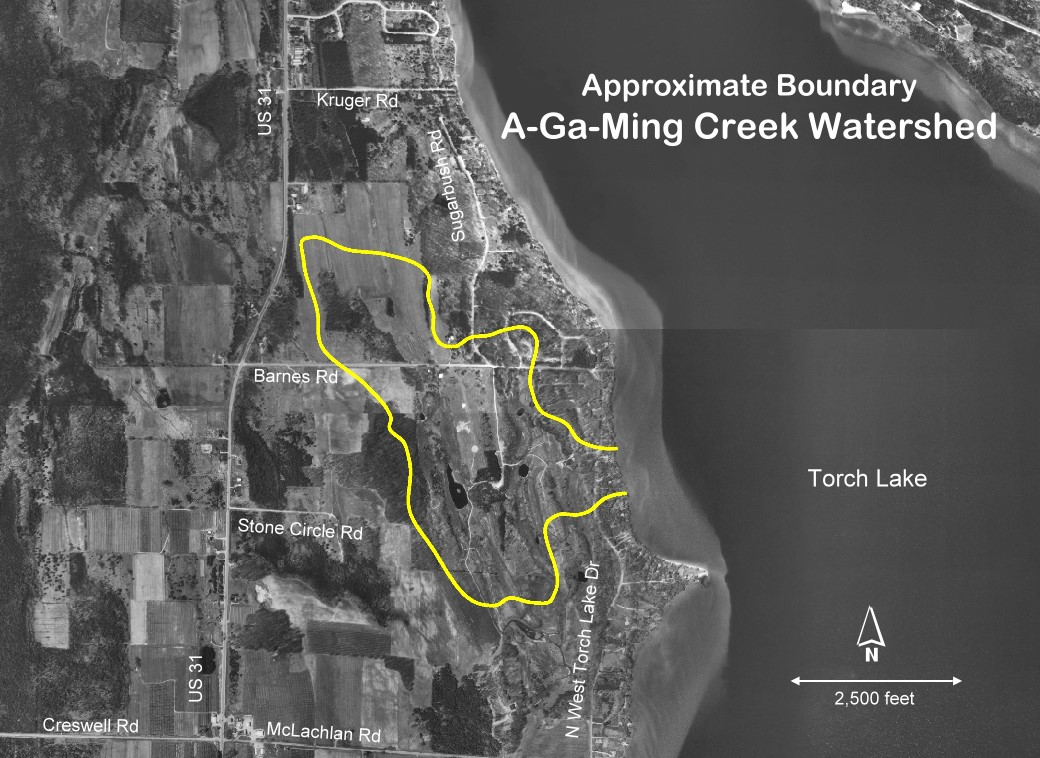 Approximate Boundary
A-Ga-Ming Creek Watershed
US 31
Kruger Rd
Sugarbush Rd
Barnes Rd
Torch Lake
Stone Circle Rd
N West Torch Lake Dr
N
US 31
2,500 feet
Creswell Rd
McLachlan Rd